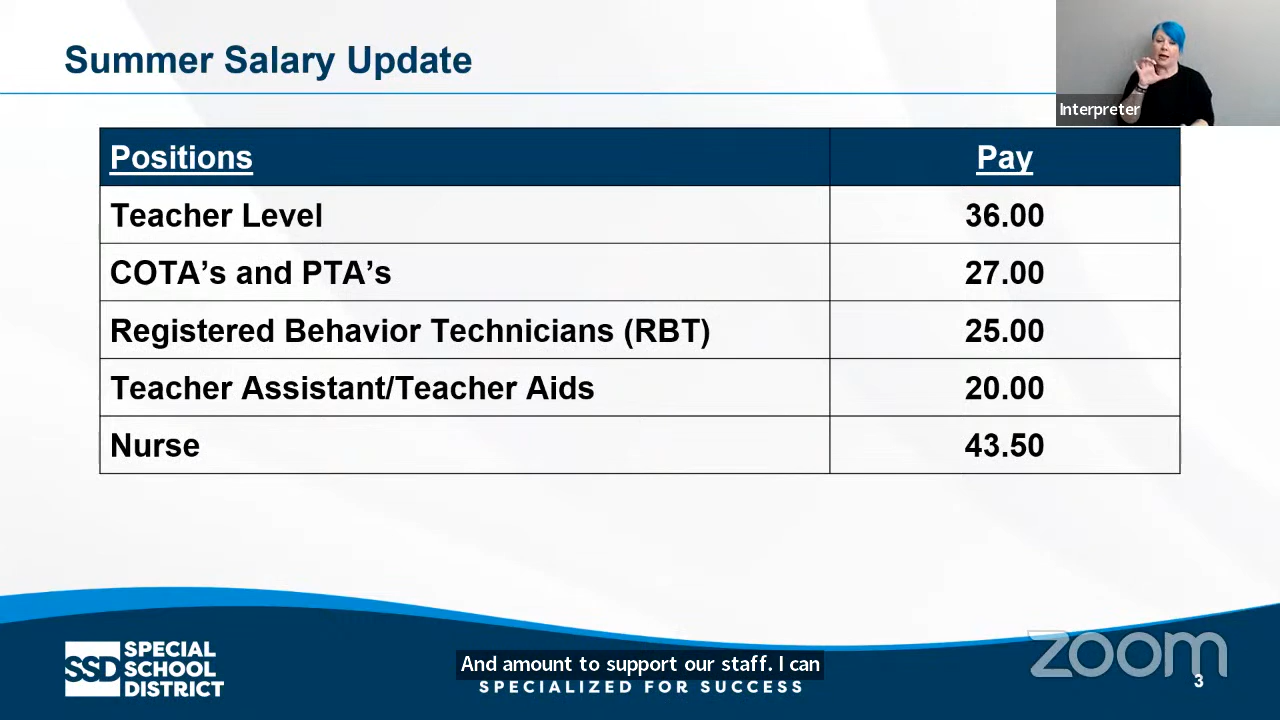 Summer Salary Update
Interpreter
Positions Pay
Teacher Level 36.00
COTA’s and PTA’s 27.00
Registered Behavior Technicians (RBT) 25.00
Teacher Assistant/Teacher Aids 20.00
Nurse 43.50
SSD SPECIAL
SCHOOL
DISTRICT
And amount to support our staff. I can
SPECIALIZED FOR SUCCESS
zoom
3